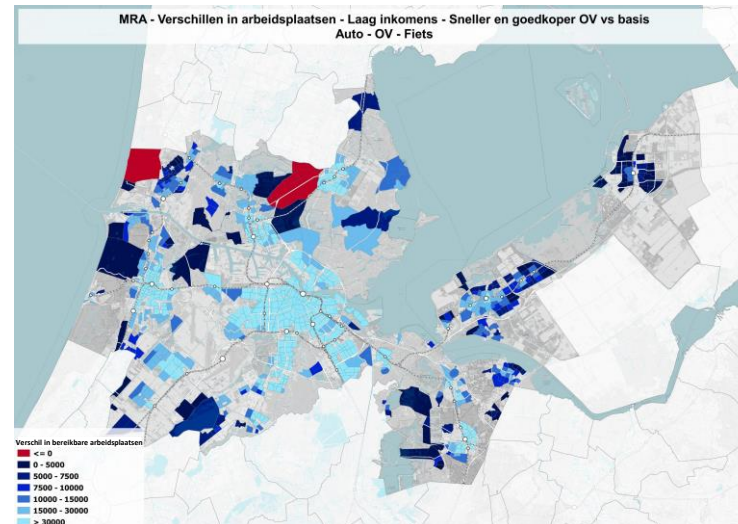 MRA - Verschillen in arbeidsplaatsen - Laag inkomens - Sneller en goedkoper OV vs basis
Auto - OV - Fiets
Verschil in bereikbare arbeidsplaatsen
<= 0
0 - 5000
5000 - 7500
7500 - 10000
10000 - 15000
15000 - 30000
> 30000